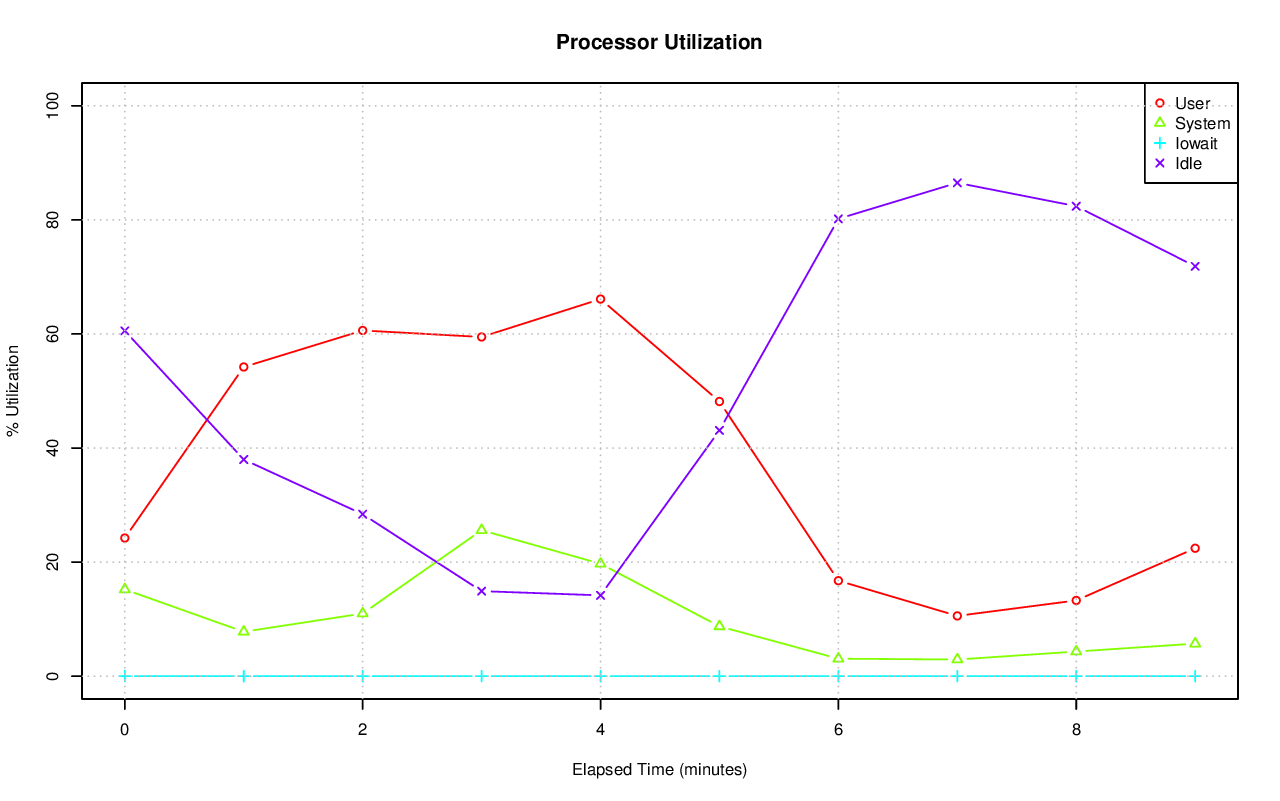 Processor Utilization
User
System
Iowait
Idle
100
80
60
40
20
0
% Utilization
0 2 4 6 8
Elapsed Time (minutes)